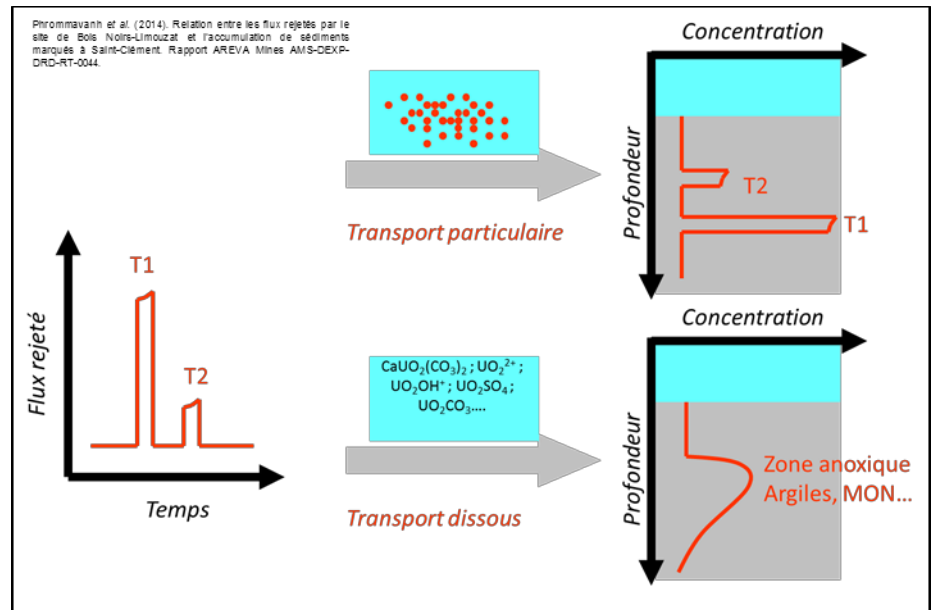 Phrommavanh et al. (2014). Relation entre les flux rejetés par le
site de Bois Noirs-Limouzat et l'accumulation de sédiments
marqués à Saint-Clément. Rapport AREVA Mines AMS-DEXP-
DRD-RT-0044.
Flux rejeté
T1
T2
Temps
Transport particulaire
Concentration
Profondeur
T2
T1
CaUO₂(CO₃)₂ ; UO₂²⁺ ;
UO₂OH⁺ ; UO₂SO₄ ;
UO₂CO₃....
Transport dissous
Concentration
Profondeur
Zone anoxique
Argiles, MON...